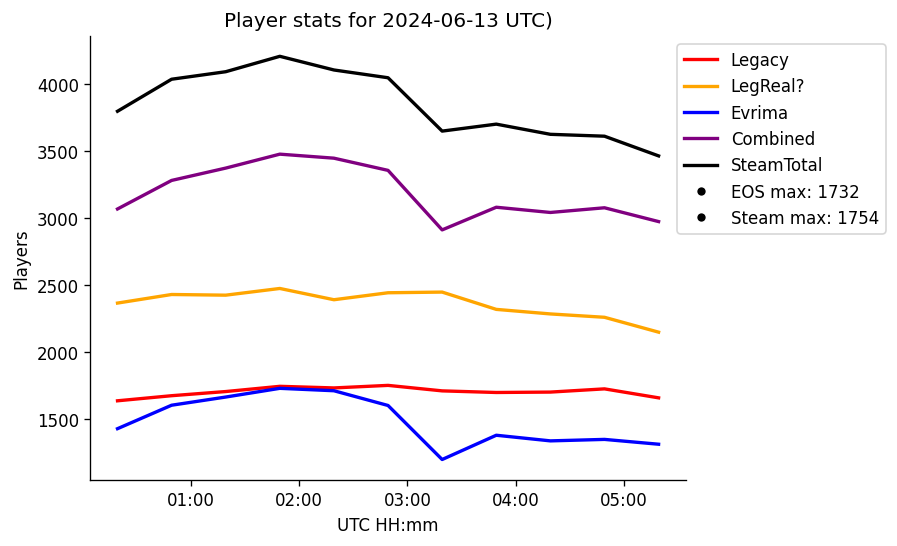 Player stats for 2024-06-13 UTC)
Legacy
LegReal?
Evrima
Combined
SteamTotal
EOS max: 1732
Steam max: 1754
Players
4000
3500
3000
2500
2000
1500
01:00
02:00
03:00
04:00
05:00
UTC HH:mm